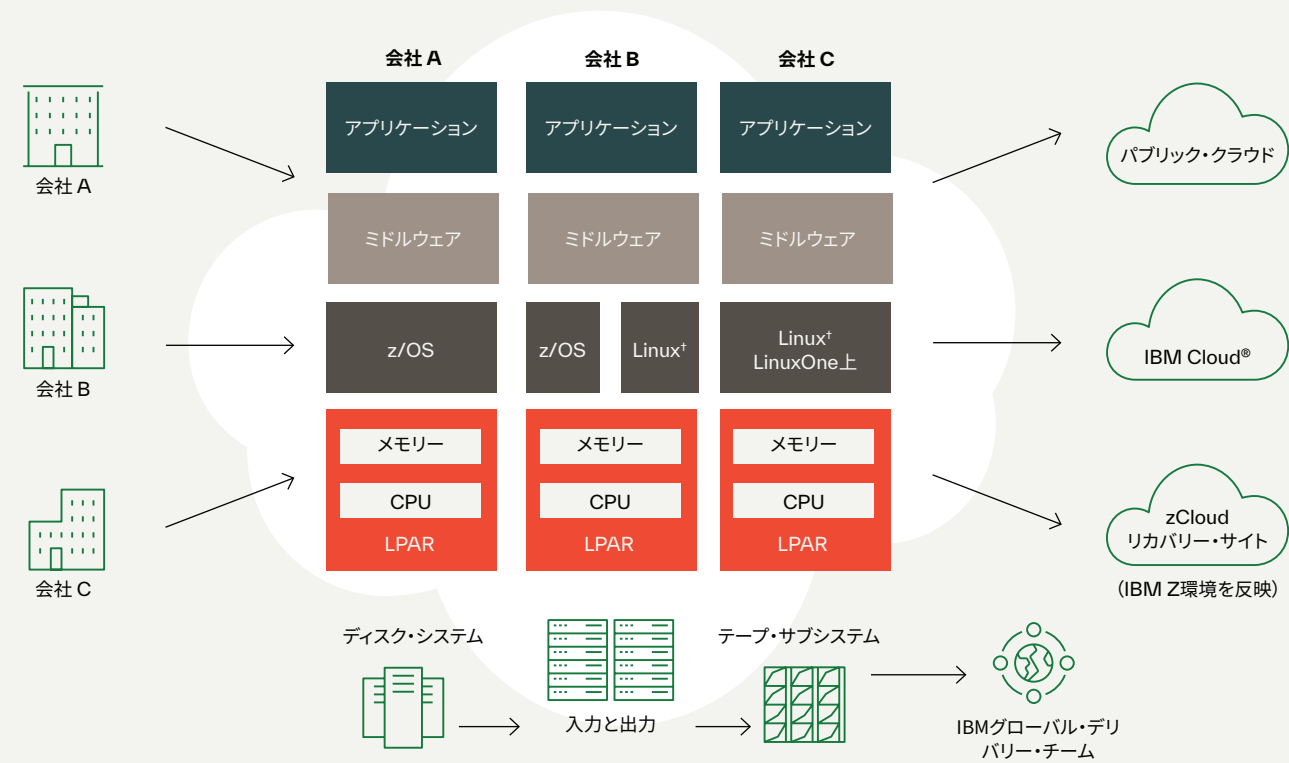 会社 A
会社 B
会社 C
アプリケーション
アプリケーション
アプリケーション
会社 A
パブリック・クラウド
ミドルウェア
ミドルウェア
ミドルウェア
z/OS
z/OS
Linux†
Linux†
LinuxOne上
会社 B
IBM Cloud®
メモリー
メモリー
メモリー
CPU
CPU
CPU
LPAR
LPAR
LPAR
会社 C
zCloud
リカバリー・サイト
(IBM Z環境を反映)
ディスク・システム
入力と出力
テープ・サブシステム
IBMグローバル・デリ
バリー・チーム